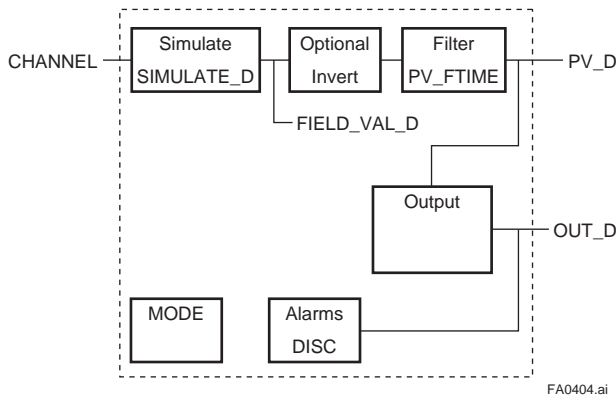 Simulate
SIMULATE_D
Optional
Invert
Filter
PV_FTIME
CHANNEL
PV_D
FIELD_VAL_D
Output
OUT_D
MODE
Alarms
DISC
FA0404.ai